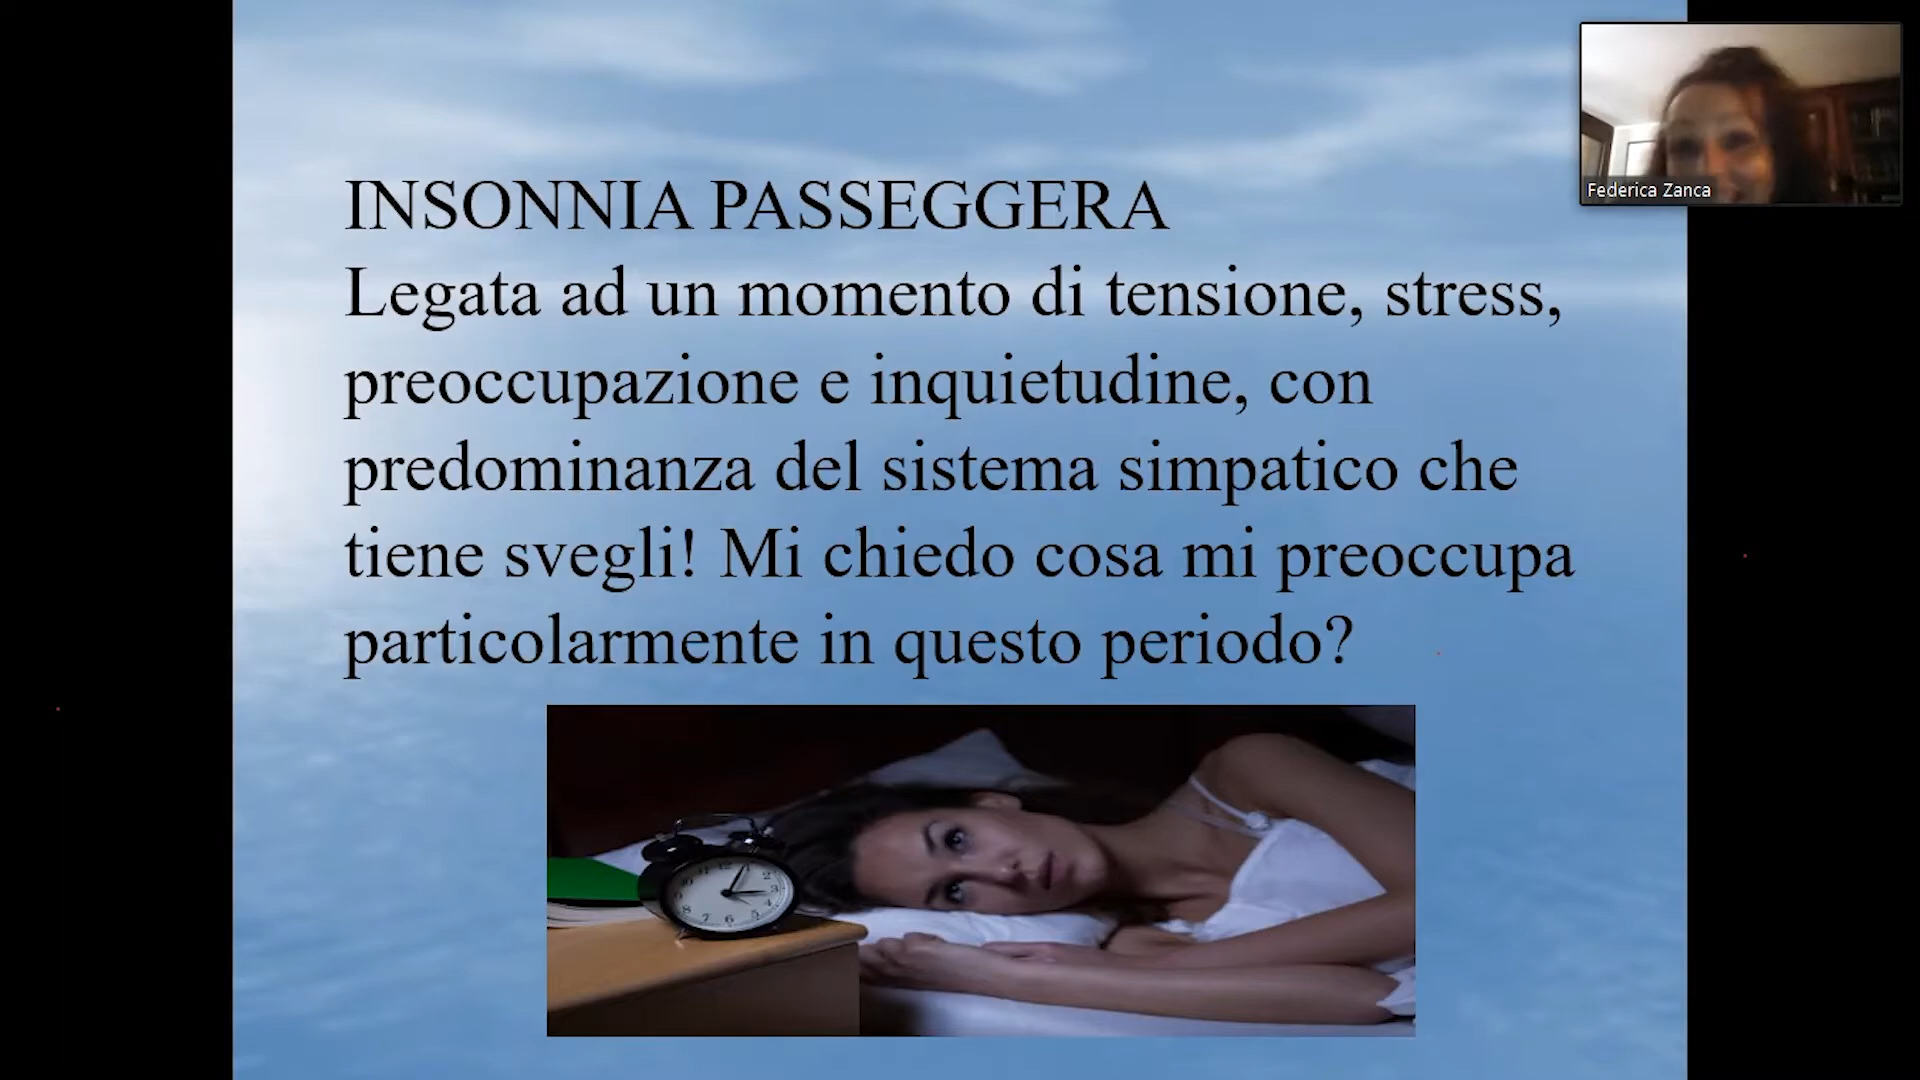 INSONNIA PASSEGGERA
Legata ad un momento di tensione, stress,
preoccupazione e inquietudine, con
predominanza del sistema simpatico che
tiene svegli! Mi chiedo cosa mi preoccupa
particolarmente in questo periodo?
Federica Zanca